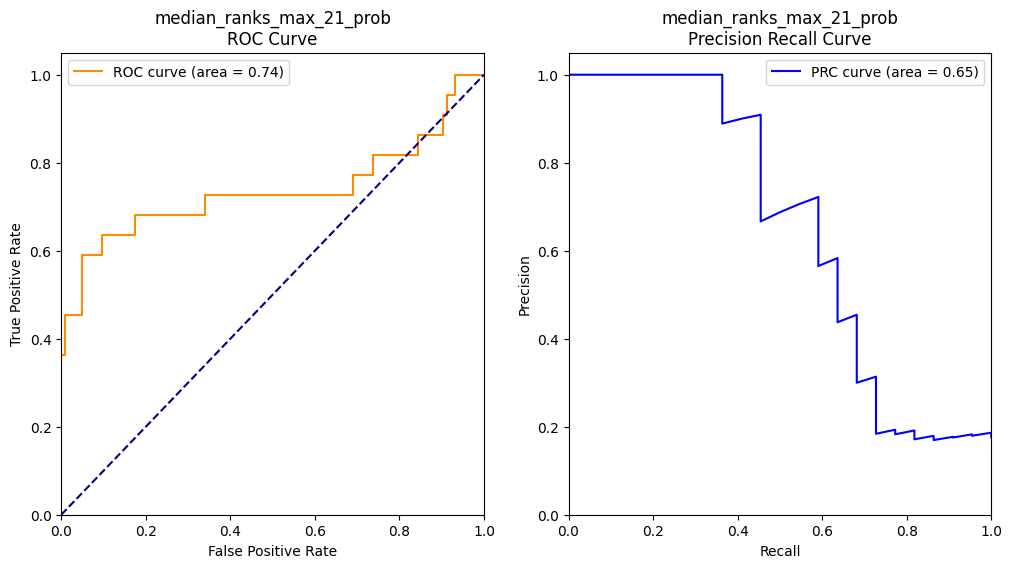 median_ranks_max_21_prob
ROC Curve
ROC curve (area = 0.74)
1.0
0.8
0.6
0.4
0.2
0.0
True Positive Rate
0.0 0.2 0.4 0.6 0.8 1.0
False Positive Rate
median_ranks_max_21_prob
Precision Recall Curve
PRC curve (area = 0.65)
1.0
0.8
0.6
0.4
0.2
0.0
Precision
0.0 0.2 0.4 0.6 0.8 1.0
Recall